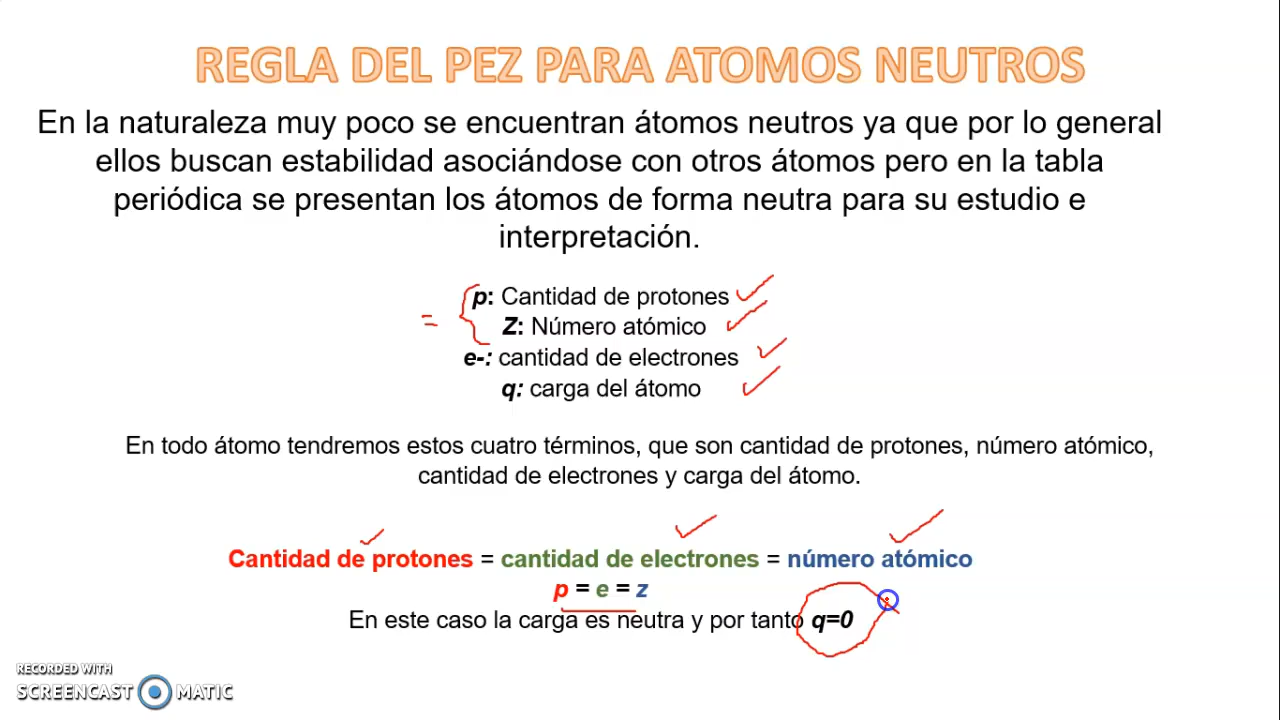 REGLA DEL PEZ PARA ATOMOS NEUTROS
En la naturaleza muy poco se encuentran átomos neutros ya que por lo general
ellos buscan estabilidad asociándose con otros átomos pero en la tabla
periódica se presentan los átomos de forma neutra para su estudio e
interpretación.
p: Cantidad de protones
= Z: Número atómico
e-: cantidad de electrones
q: carga del átomo
En todo átomo tendremos estos cuatro términos, que son cantidad de protones, número atómico,
cantidad de electrones y carga del átomo.
Cantidad de protones = cantidad de electrones = número atómico
p = e = z
En este caso la carga es neutra y por tanto q=0
RECORDED WITH
SCREENCAST MATIC